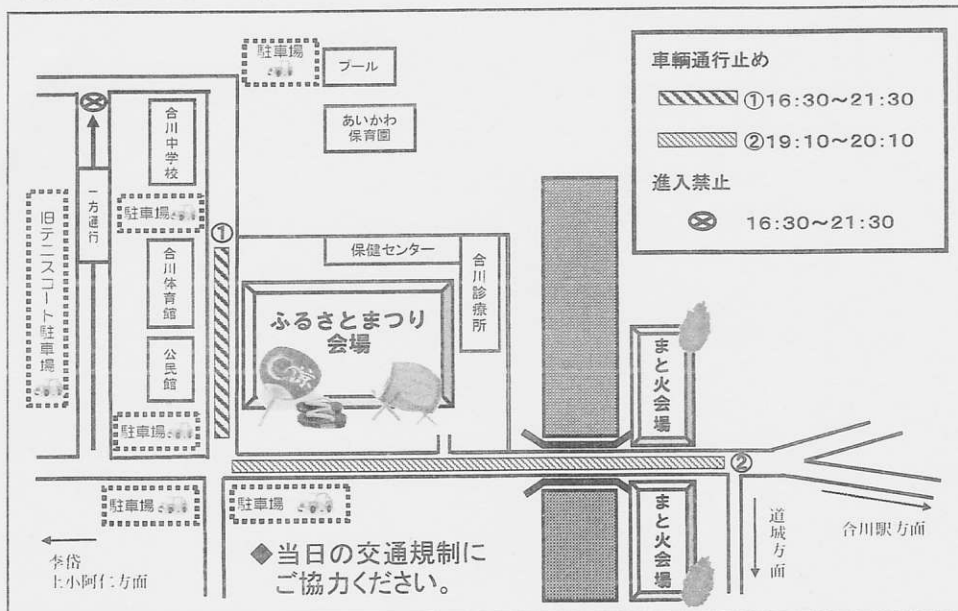 駐車場
プール
あいかわ
保育園
車輌通行止め
①16:30～21:30
②19:10～20:10
進入禁止
16:30～21:30
合川中学校
一方通行
駐車場
旧テニスコート駐車場
①
合川体育館
公民館
駐車場
保健センター
合川診療所
ふるさとまつり
会場
涼
まと火会場
②
駐車場
駐車場
まと火会場
道城方面
合川駅方面
李岱
上小阿仁方面
◆当日の交通規制に
ご協力ください。